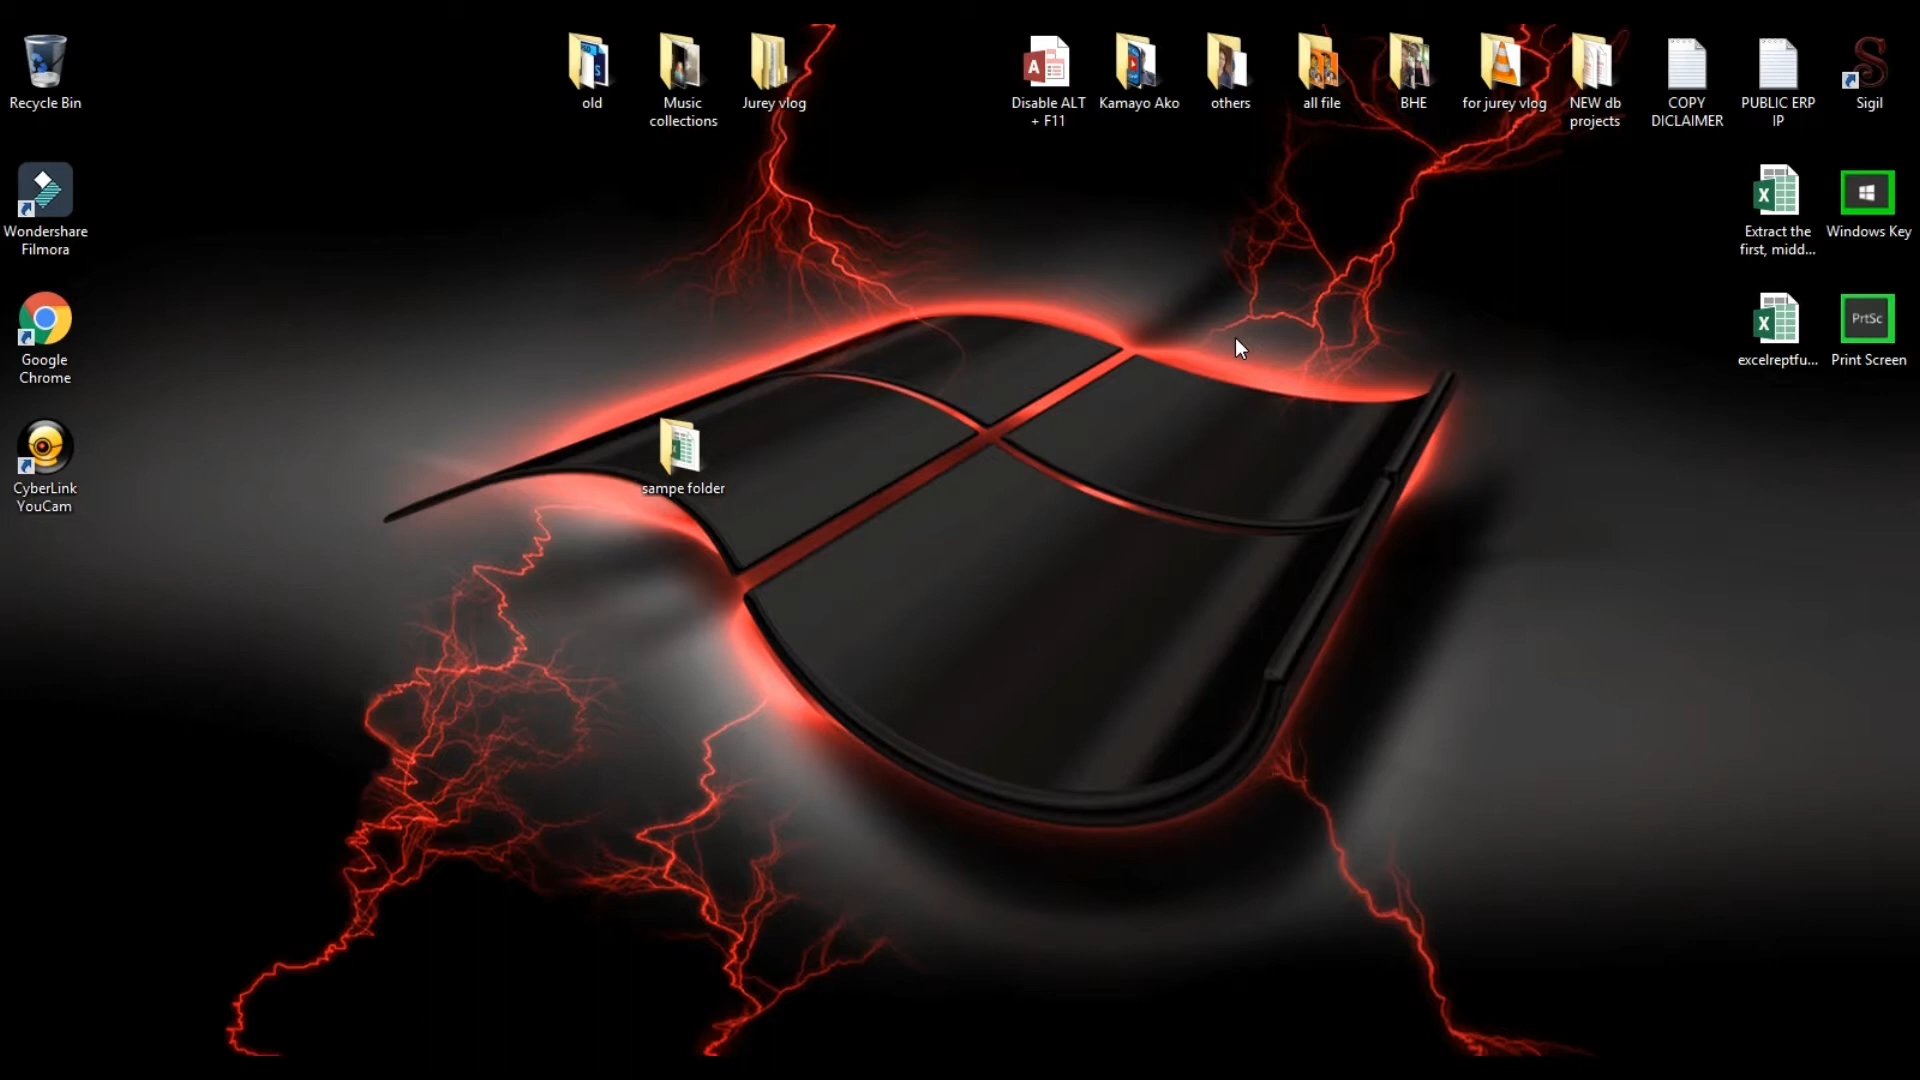 Recycle Bin
old
Music
collections
Jurey vlog
Disable ALT
+ F11
Kamayo Ako
others
all file
BHE
for jurey vlog
NEW db
projects
COPY
DICLAIMER
PUBLIC ERP
IP
Sigil
Wondershare
Filmora
Extract the
first, midd...
Windows Key
Google
Chrome
excelreptfu...
PrtSc
Print Screen
CyberLink
YouCam
sampe folder